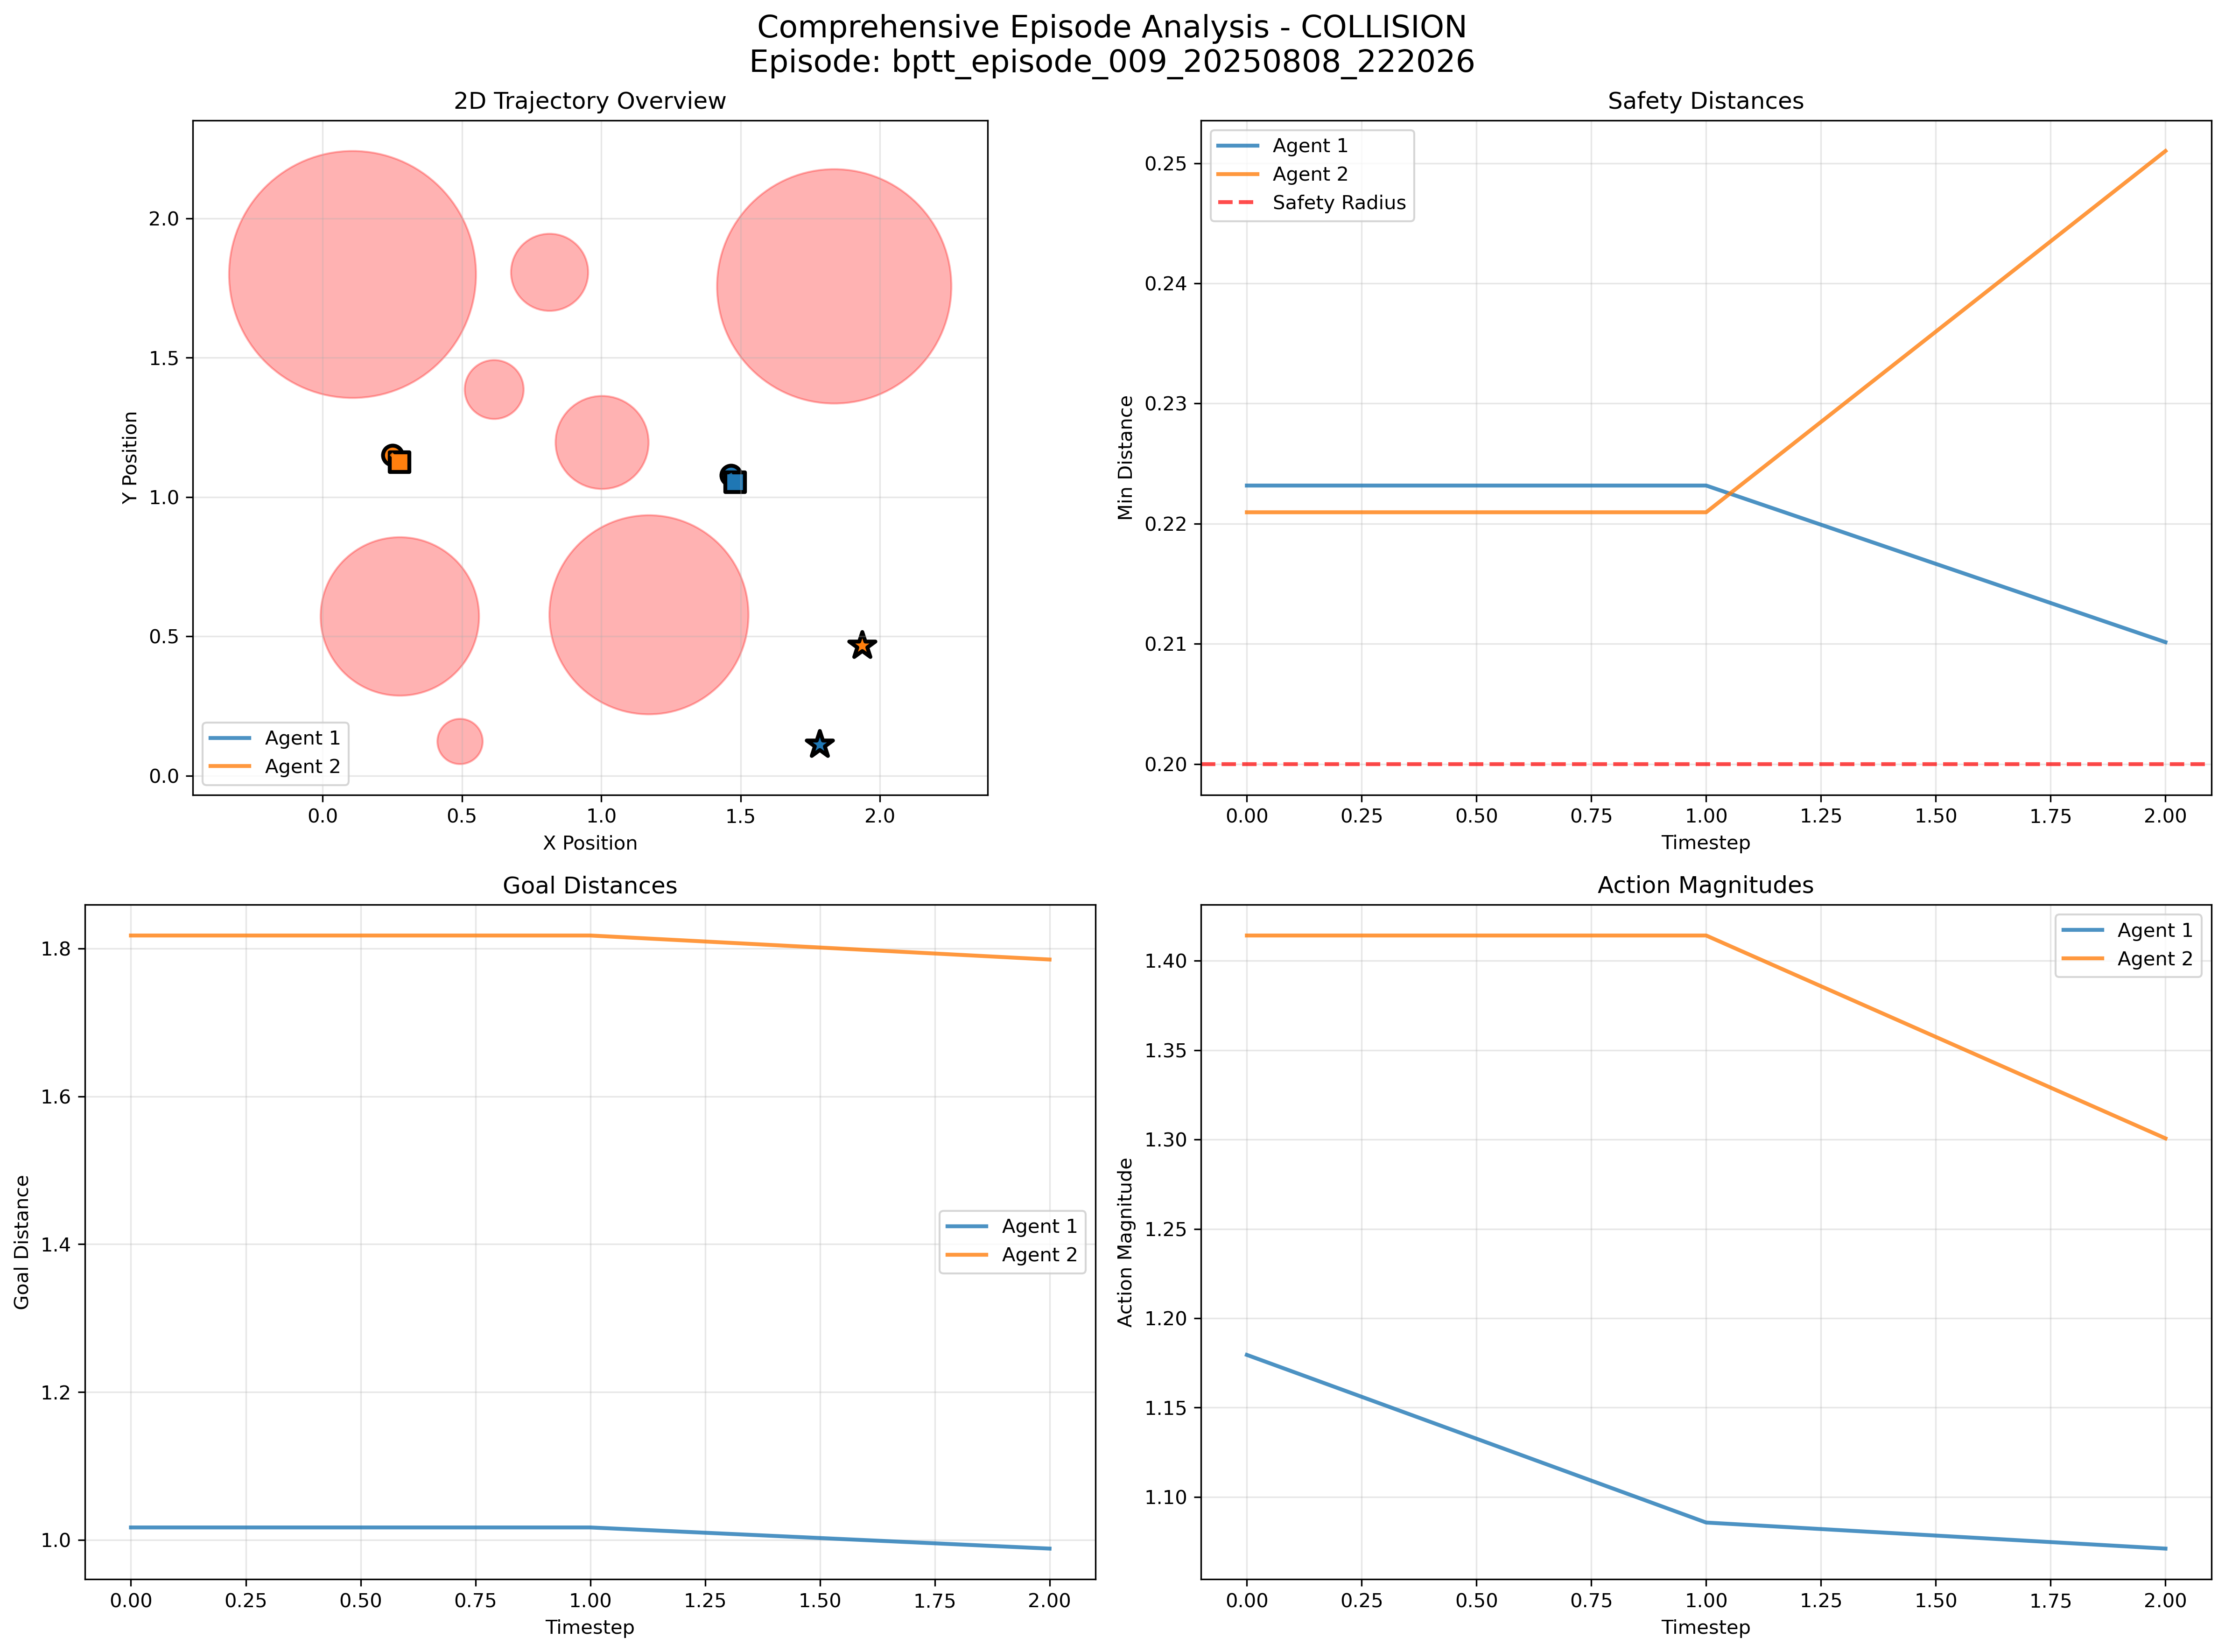 Comprehensive Episode Analysis - COLLISION
Episode: bptt_episode_009_20250808_222026
2D Trajectory Overview
Y Position
2.0
1.5
1.0
0.5
0.0
Agent 1
Agent 2
0.0 0.5 1.0 1.5 2.0
X Position
Safety Distances
Min Distance
0.25
0.24
0.23
0.22
0.21
0.20
Agent 1
Agent 2
Safety Radius
0.00 0.25 0.50 0.75 1.00 1.25 1.50 1.75 2.00
Timestep
Goal Distances
Goal Distance
1.8
1.6
1.4
1.2
1.0
Agent 1
Agent 2
0.00 0.25 0.50 0.75 1.00 1.25 1.50 1.75 2.00
Timestep
Action Magnitudes
Action Magnitude
1.40
1.35
1.30
1.25
1.20
1.15
1.10
Agent 1
Agent 2
0.00 0.25 0.50 0.75 1.00 1.25 1.50 1.75 2.00
Timestep